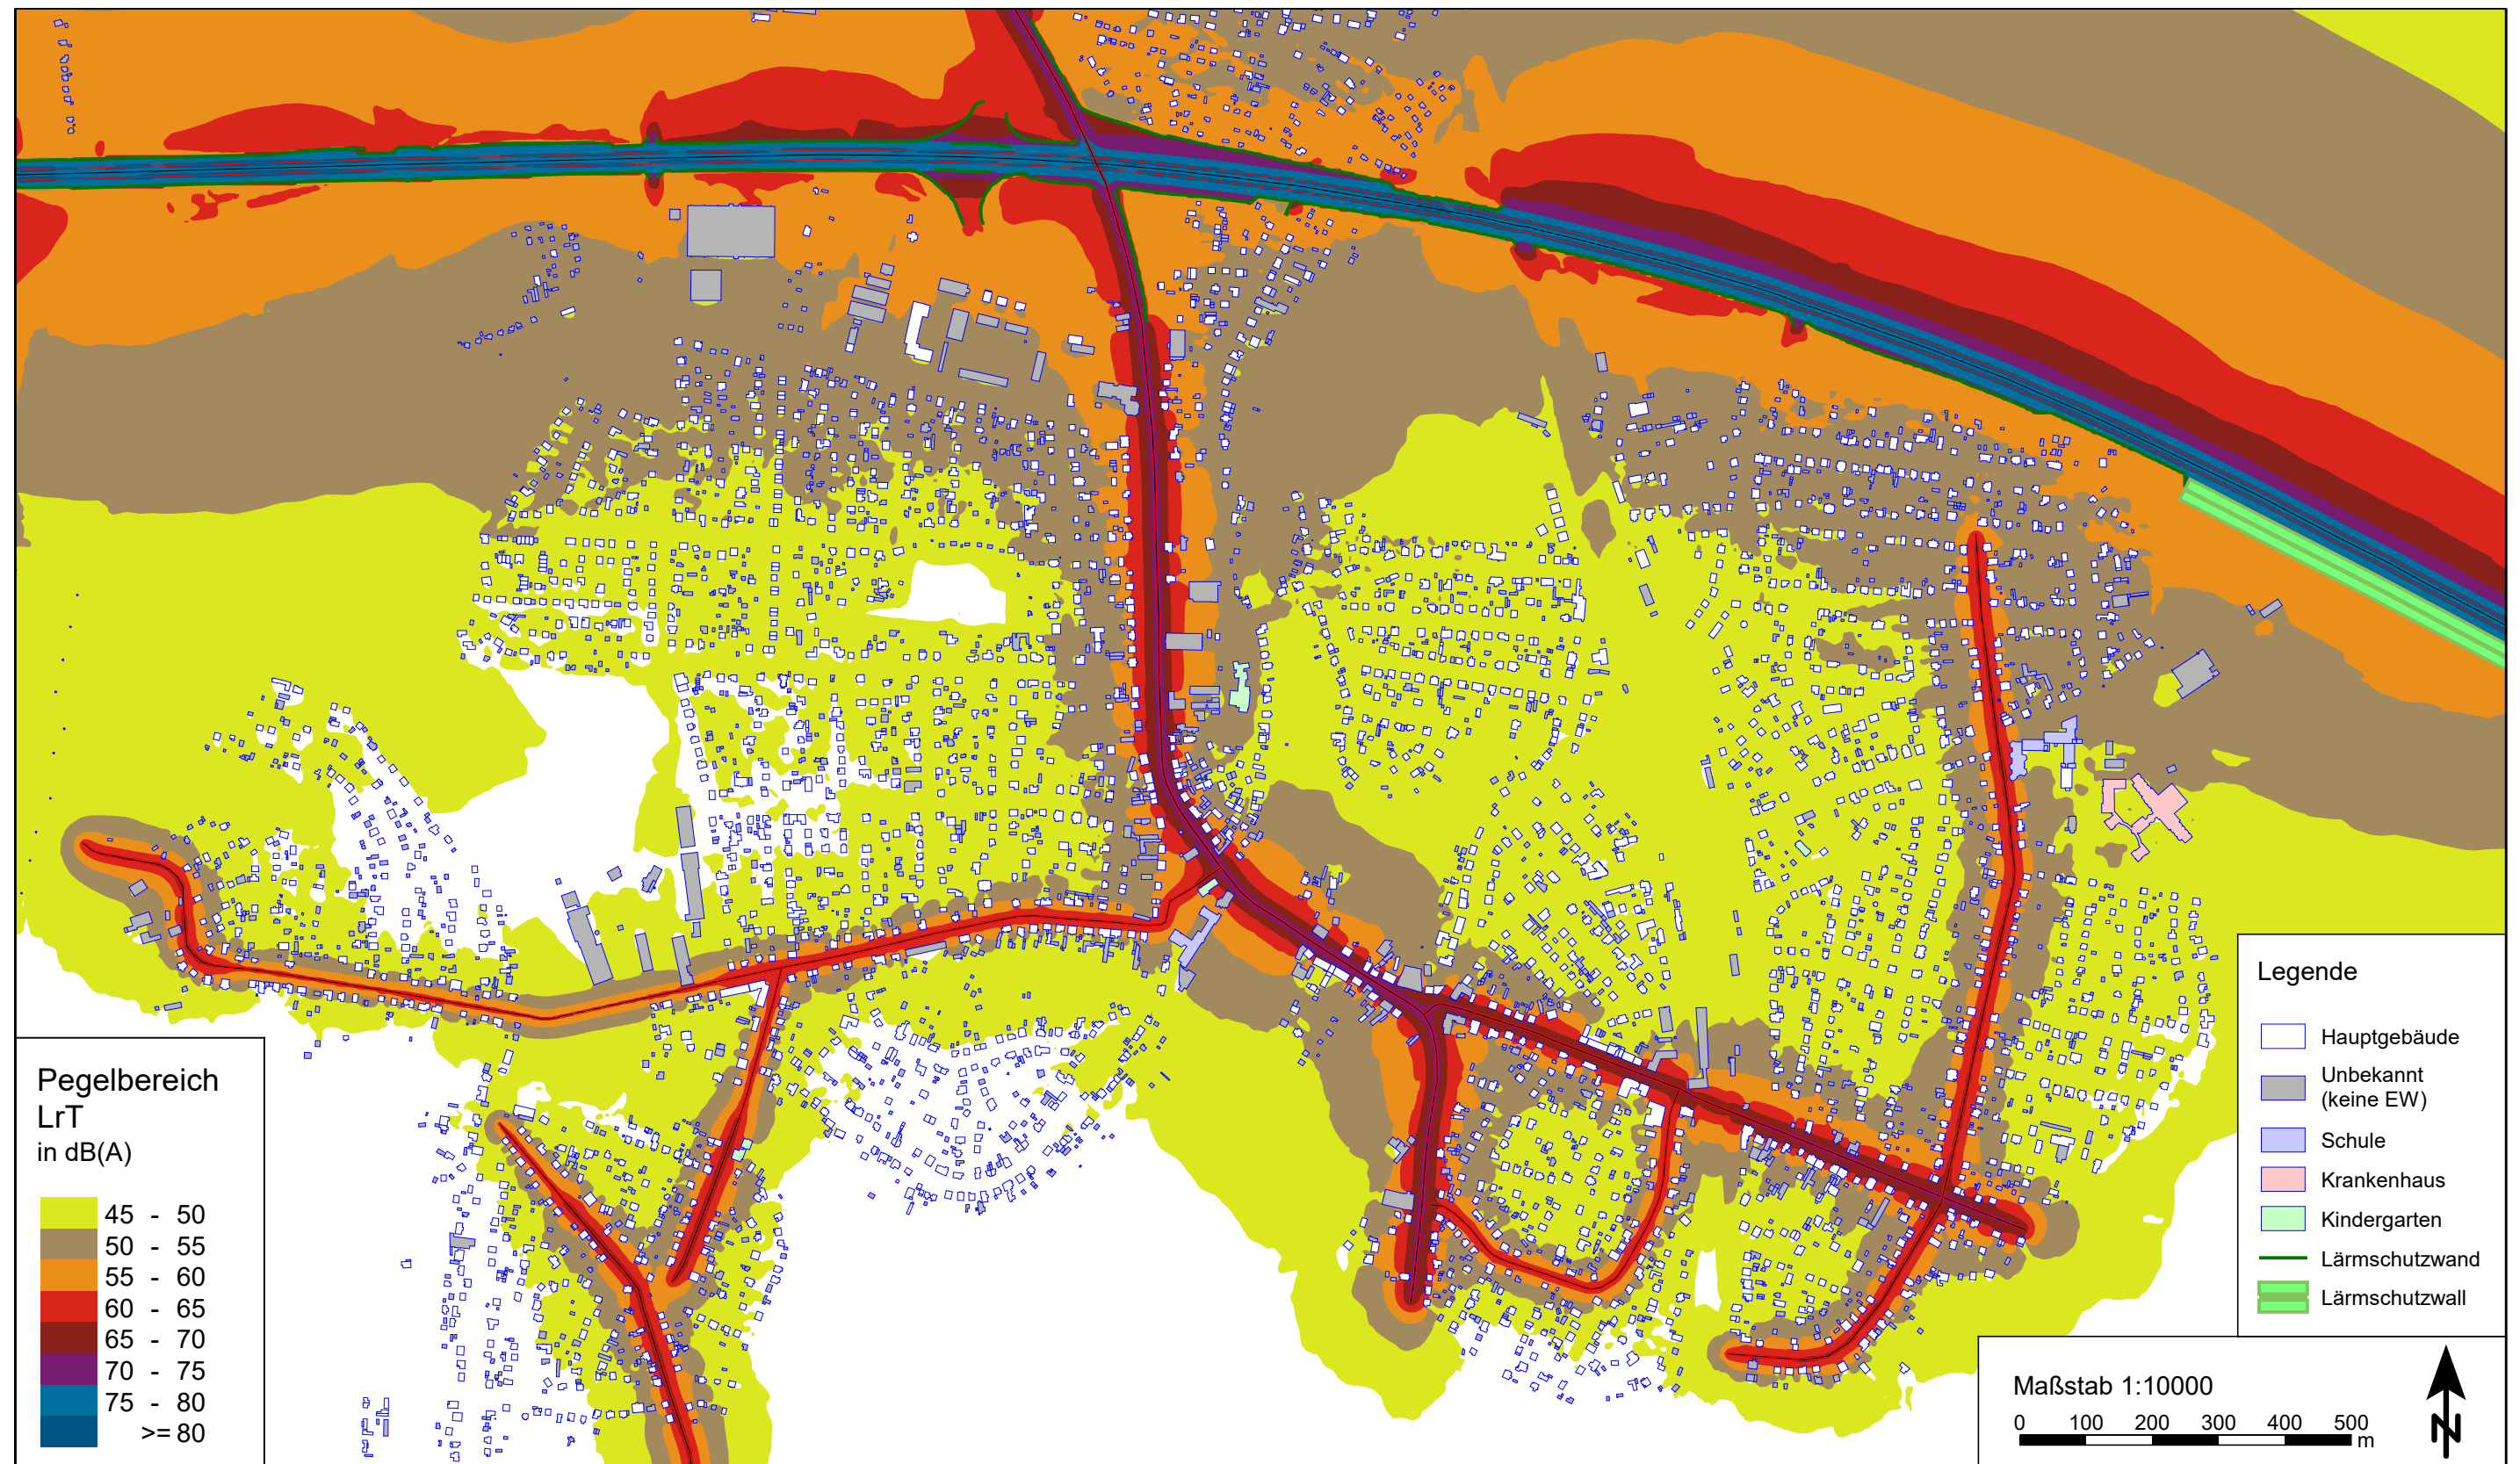 Legende
Hauptgebäude
Unbekannt
(keine EW)
Schule
Krankenhaus
Kindergarten
Lärmschutzwand
Lärmschutzwall
Pegelbereich
LrT
in dB(A)
45 - 50
50 - 55
55 - 60
60 - 65
65 - 70
70 - 75
75 - 80
>= 80
Maßstab 1:10000
0 100 200 300 400 500
m
N